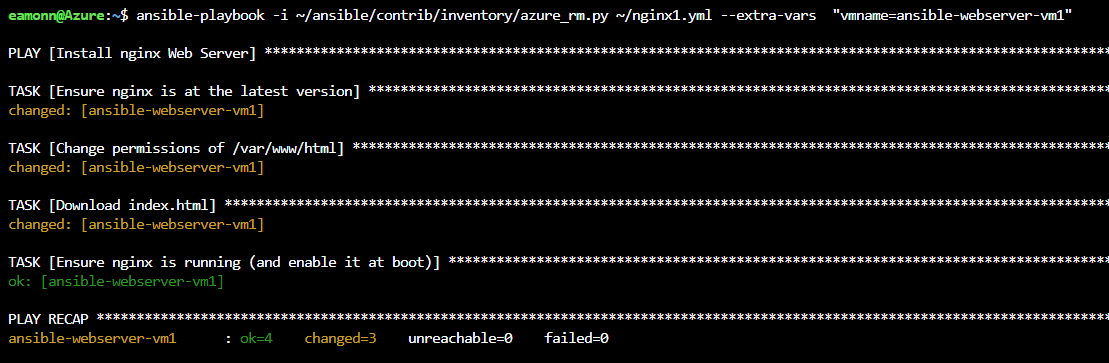 eamonn@Azure:~$ ansible-playbook -i ~/ansible/contrib/inventory/azure_rm.py ~/nginx1.yml --extra-vars  "vmname=ansible-webserver-vm1"
PLAY [Install nginx Web Server] **********************************************************************************************************
TASK [Ensure nginx is at the latest version] *********************************************************************************************
changed: [ansible-webserver-vm1]
TASK [Change permissions of /var/www/html] ***********************************************************************************************
changed: [ansible-webserver-vm1]
TASK [Download index.html] ***************************************************************************************************************
changed: [ansible-webserver-vm1]
TASK [Ensure nginx is running (and enable it at boot)] ***********************************************************************************
ok: [ansible-webserver-vm1]
PLAY RECAP *******************************************************************************************************************************
ansible-webserver-vm1      : ok=4    changed=3    unreachable=0    failed=0